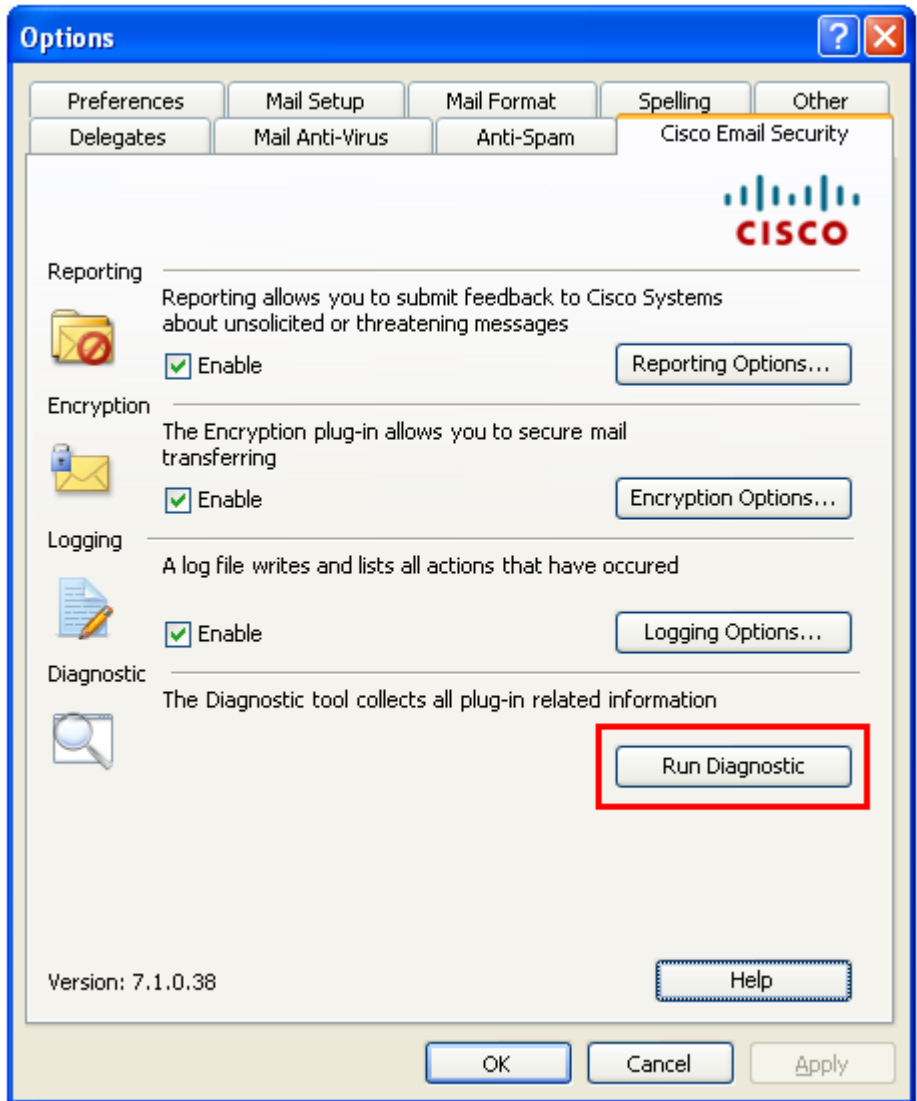 Options
Preferences Mail Setup Mail Format Spelling Other
Delegates Mail Anti-Virus Anti-Spam Cisco Email Security
CISCO
Reporting
Reporting allows you to submit feedback to Cisco Systems
about unsolicited or threatening messages
Enable Reporting Options...
Encryption
The Encryption plug-in allows you to secure mail
transferring
Enable Encryption Options...
Logging
A log file writes and lists all actions that have occured
Enable Logging Options...
Diagnostic
The Diagnostic tool collects all plug-in related information
Run Diagnostic
Version: 7.1.0.38 Help
OK Cancel Apply